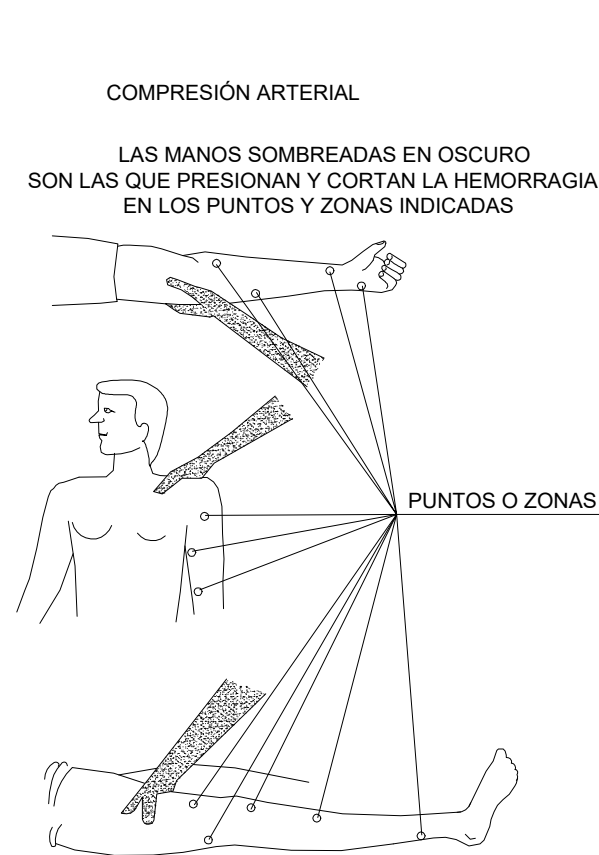 COMPRESIÓN ARTERIAL
LAS MANOS SOMBREADAS EN OSCURO
SON LAS QUE PRESIONAN Y CORTAN LA HEMORRAGIA
EN LOS PUNTOS Y ZONAS INDICADAS
PUNTOS O ZONAS